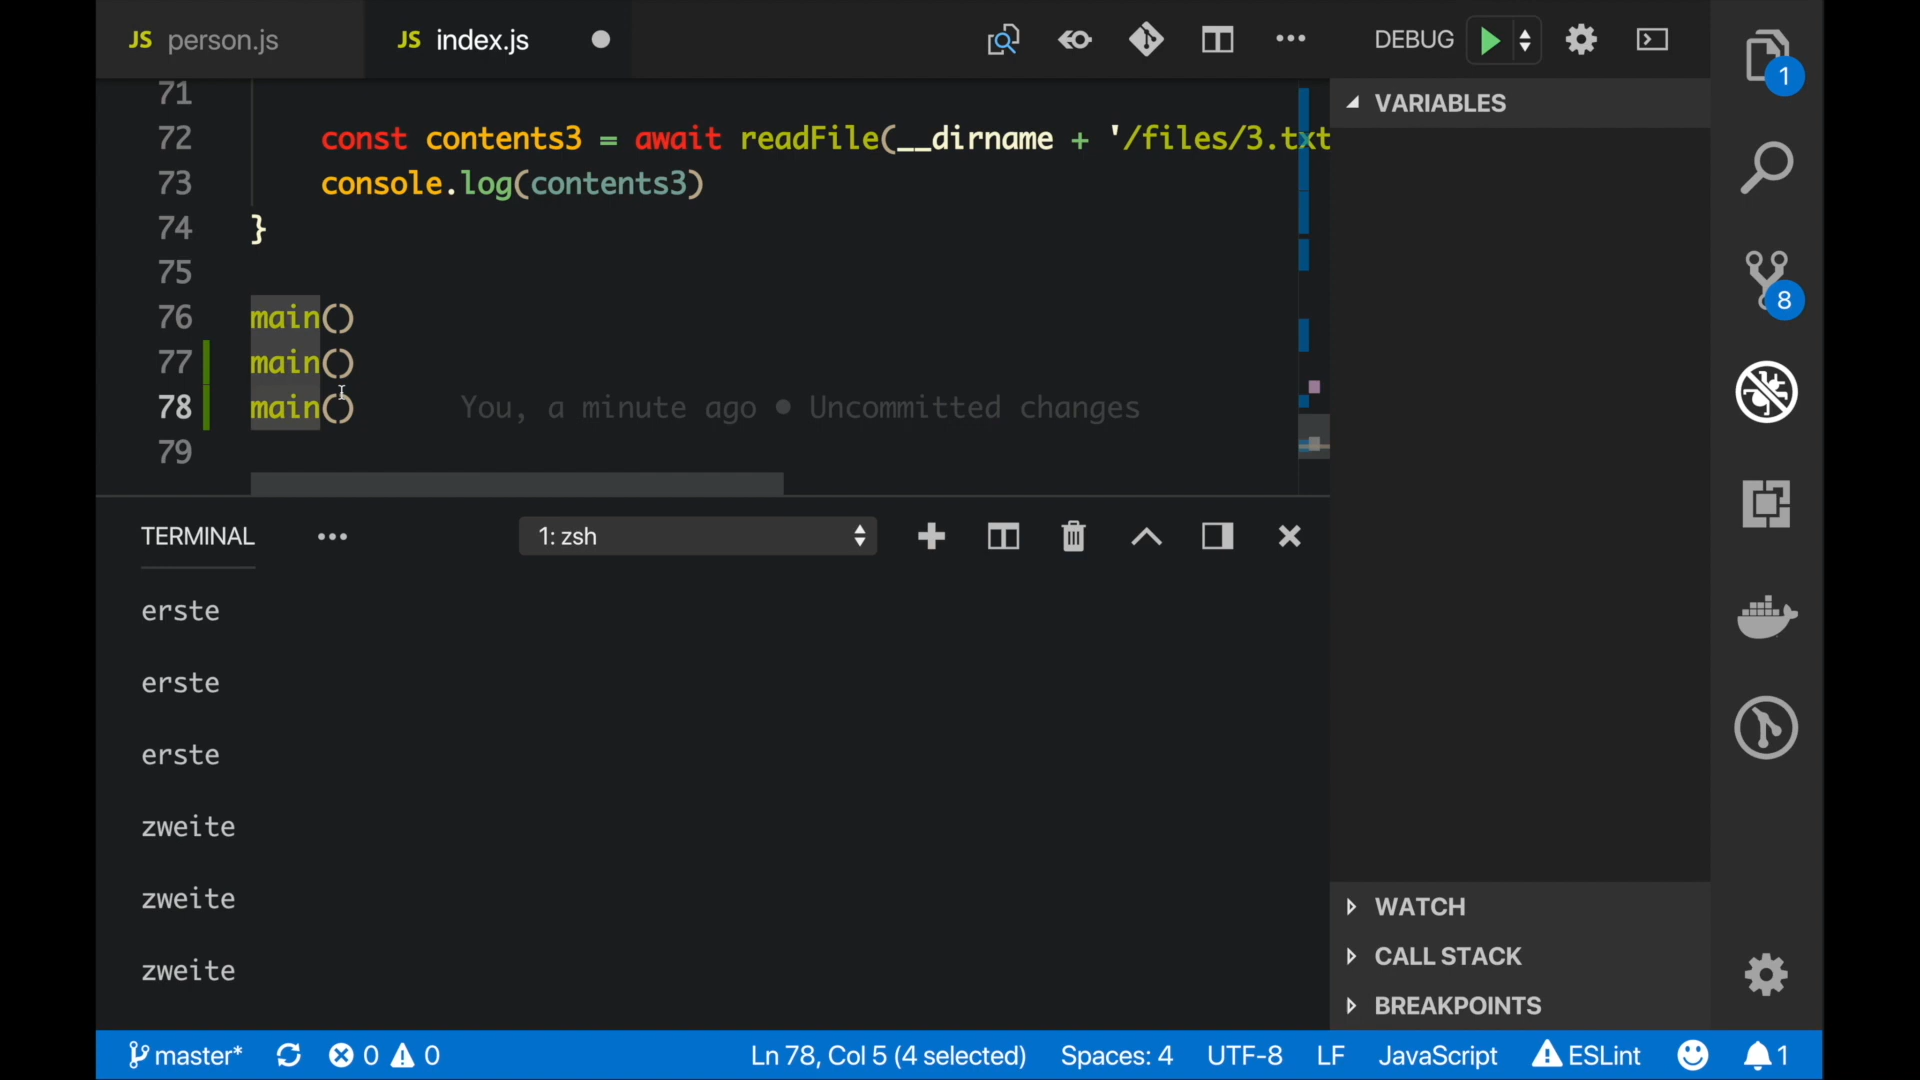 JS person.js
JS index.js
DEBUG
71
72 const contents3 = await readFile(__dirname + '/files/3.txt
73 console.log(contents3)
74 }
75
76 main()
77 main()
78 main() You, a minute ago • Uncommitted changes
79
VARIABLES
1
8
TERMINAL
1: zsh
erste
erste
erste
zweite
zweite
zweite
WATCH
CALL STACK
BREAKPOINTS
master* 0 0 Ln 78, Col 5 (4 selected) Spaces: 4 UTF-8 LF JavaScript ESLint 1